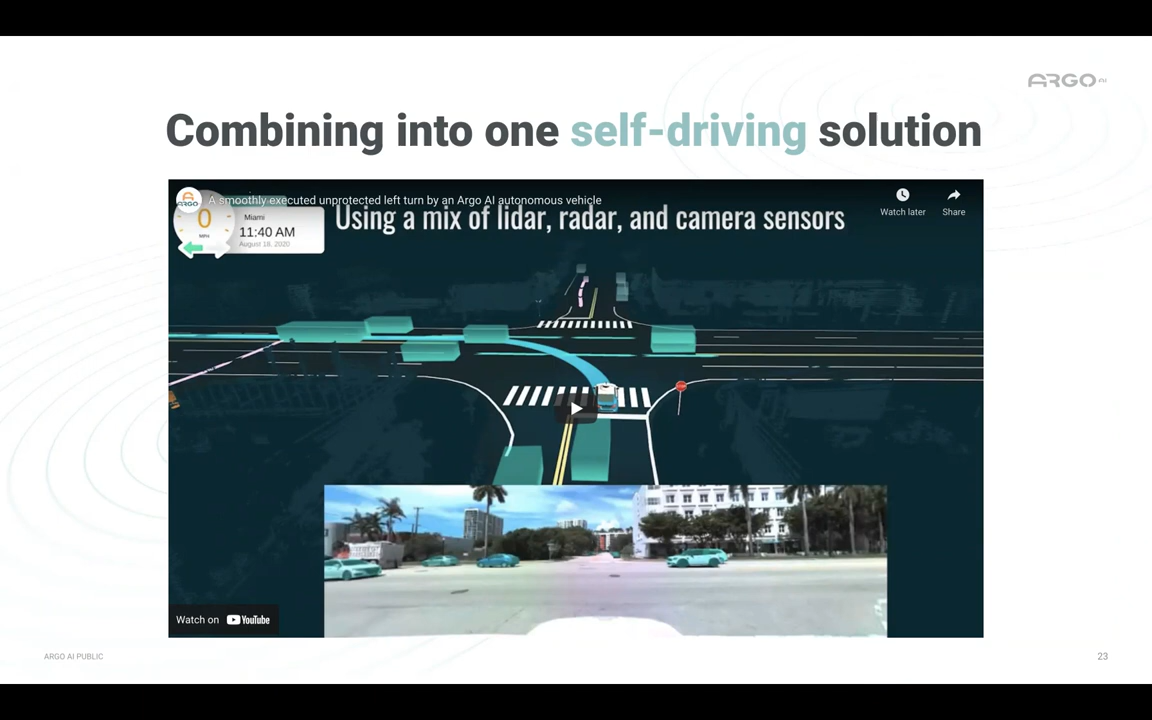 ARGO AI
Combining into one self-driving solution
ARGO
A smoothly executed unprotected left turn by an Argo AI autonomous vehicle
Watch later
Share
0
MPH
Miami
11:40 AM
August 18, 2020
Using a mix of lidar, radar, and camera sensors
Watch on YouTube
ARGO AI PUBLIC
23